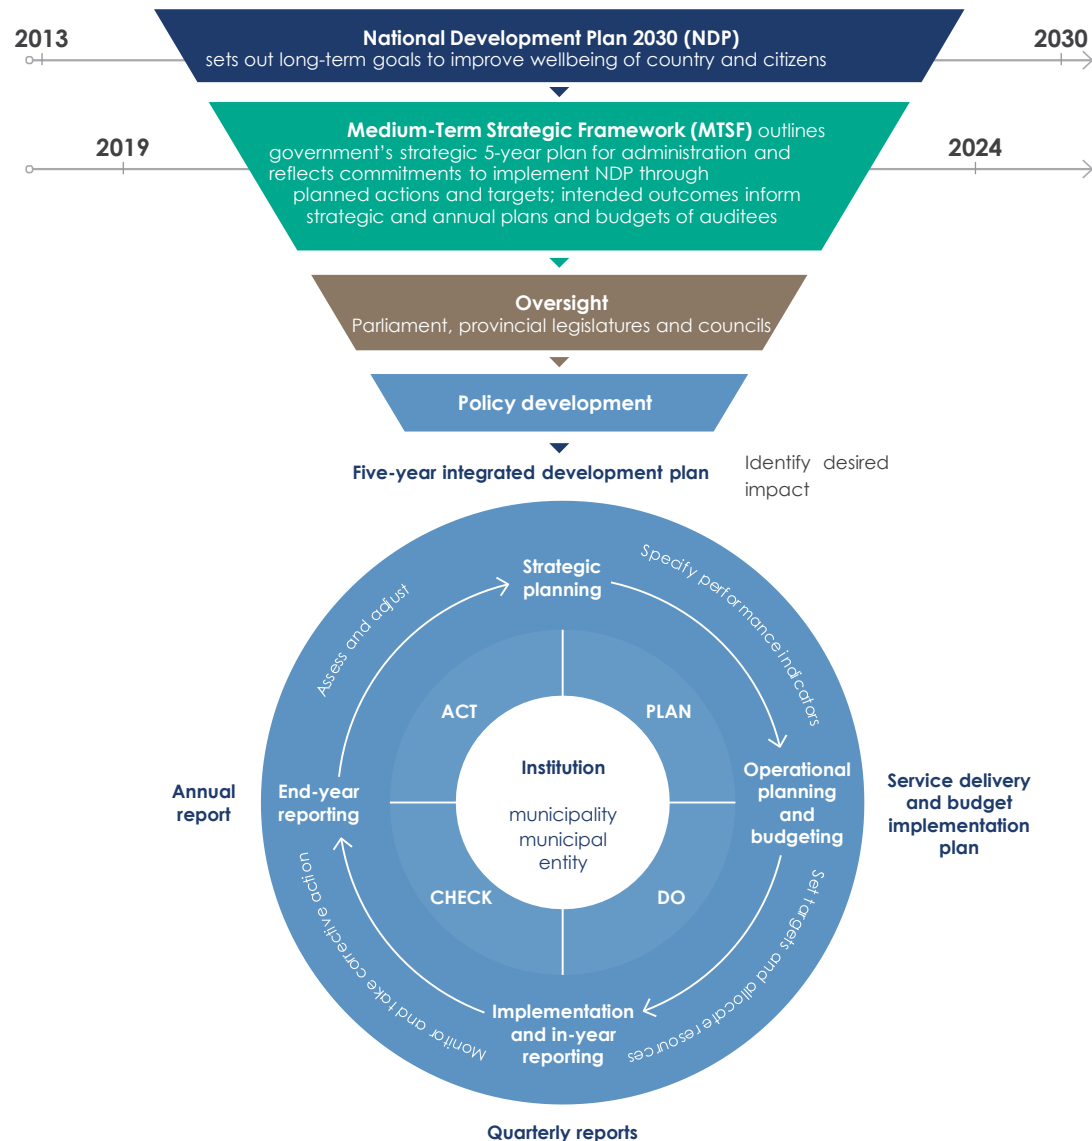 2013
National Development Plan 2030 (NDP)
sets out long-term goals to improve wellbeing of country and citizens
2030
2019
Medium-Term Strategic Framework (MTSF) outlines
government's strategic 5-year plan for administration and
reflects commitments to implement NDP through
planned actions and targets; intended outcomes inform
strategic and annual plans and budgets of auditees
2024
Oversight
Parliament, provincial legislatures and councils
Policy development
Five-year integrated development plan
Identify desired
impact
Strategic
planning
Specify performance indicators
Assess and adjust
ACT
PLAN
Institution
municipality
municipal
entity
Operational
planning
and
budgeting
Service delivery
and budget
implementation
plan
Annual
report
End-year
reporting
CHECK
DO
Set targets and allocate resources
Monitor and take corrective action
Implementation
and in-year
reporting
Quarterly reports